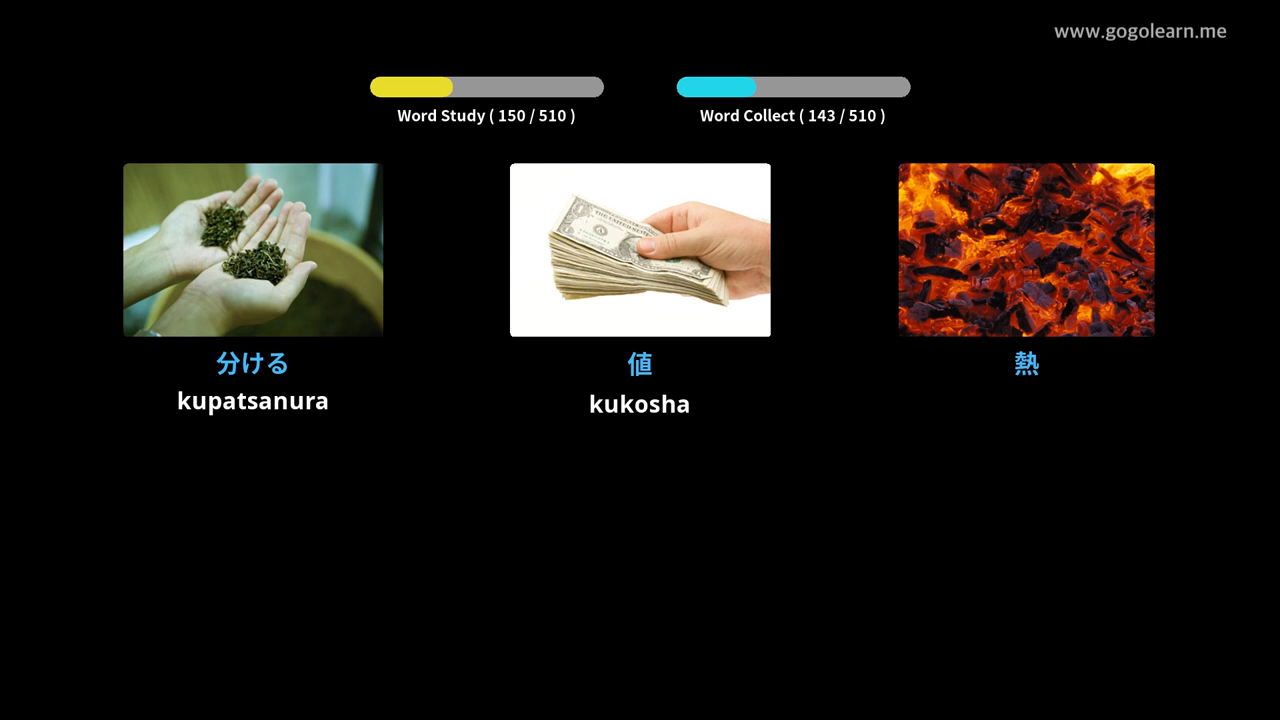 www.gogolearn.me
Word Study ( 150 / 510 )
Word Collect ( 143 / 510 )
分ける
kupatsanura
値
kukosha
熱